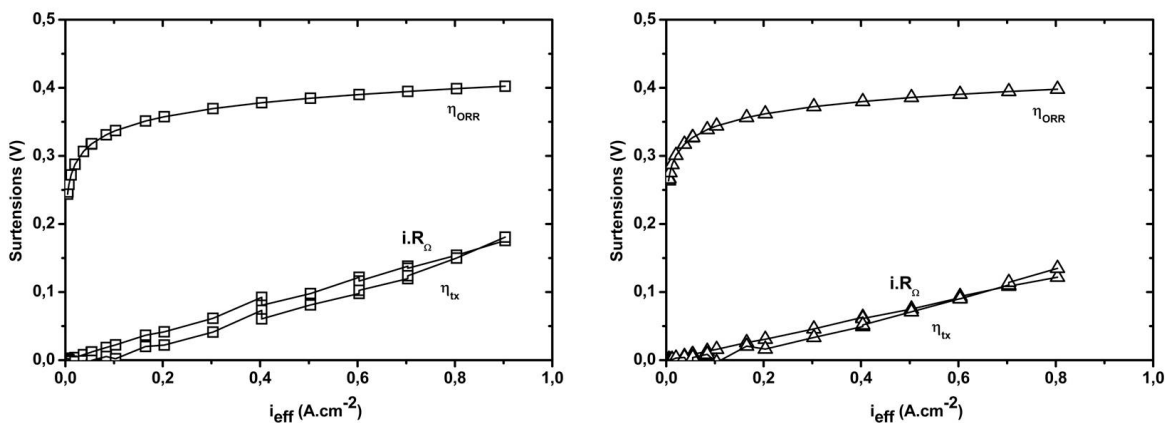 0,5
0,4
0,3
0,2
0,1
0,0
Surtensions (V)
η_ORR
i.R_Ω
η_tx
0,0 0,2 0,4 0,6 0,8 1,0
i_eff (A.cm⁻²)
0,5
0,4
0,3
0,2
0,1
0,0
Surtensions (V)
η_ORR
i.R_Ω
η_tx
0,0 0,2 0,4 0,6 0,8 1,0
i_eff (A.cm⁻²)